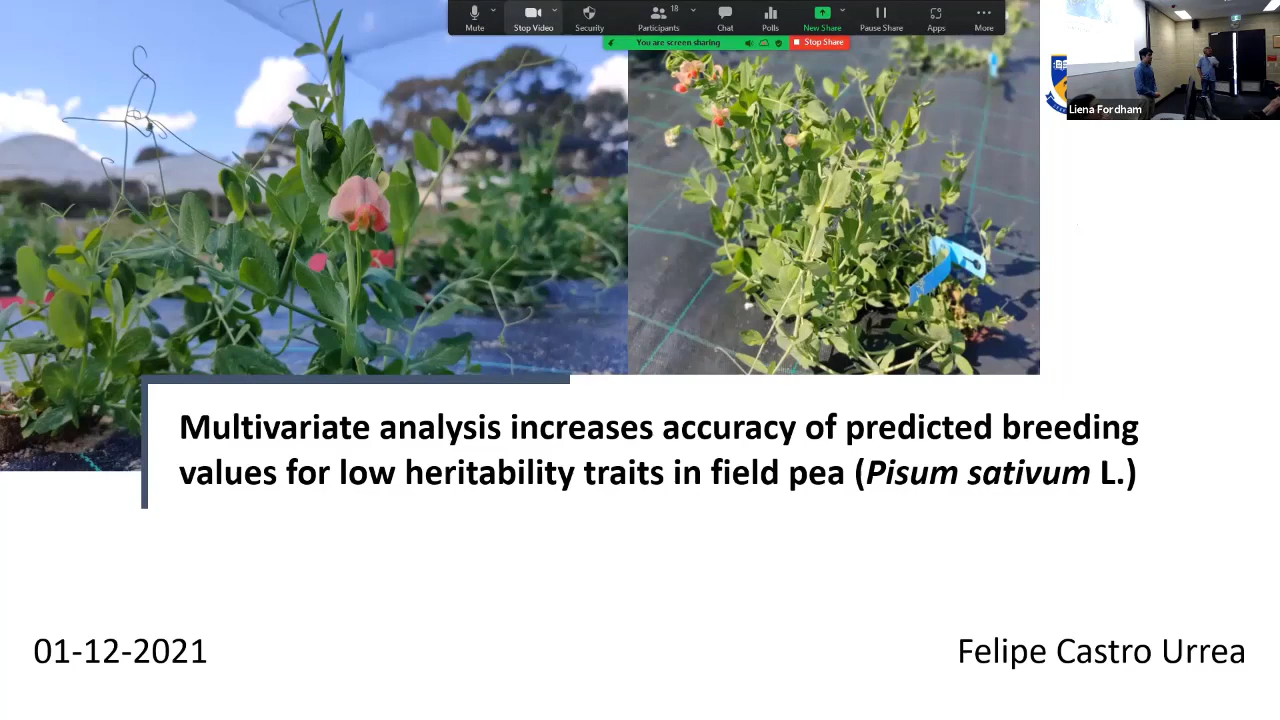 Mute
Stop Video
Security
Participants
18
Chat
Polls
New Share
Pause Share
Apps
More
You are screen sharing
Stop Share
Liena Fordham
Multivariate analysis increases accuracy of predicted breeding
values for low heritability traits in field pea (Pisum sativum L.)
01-12-2021
Felipe Castro Urrea